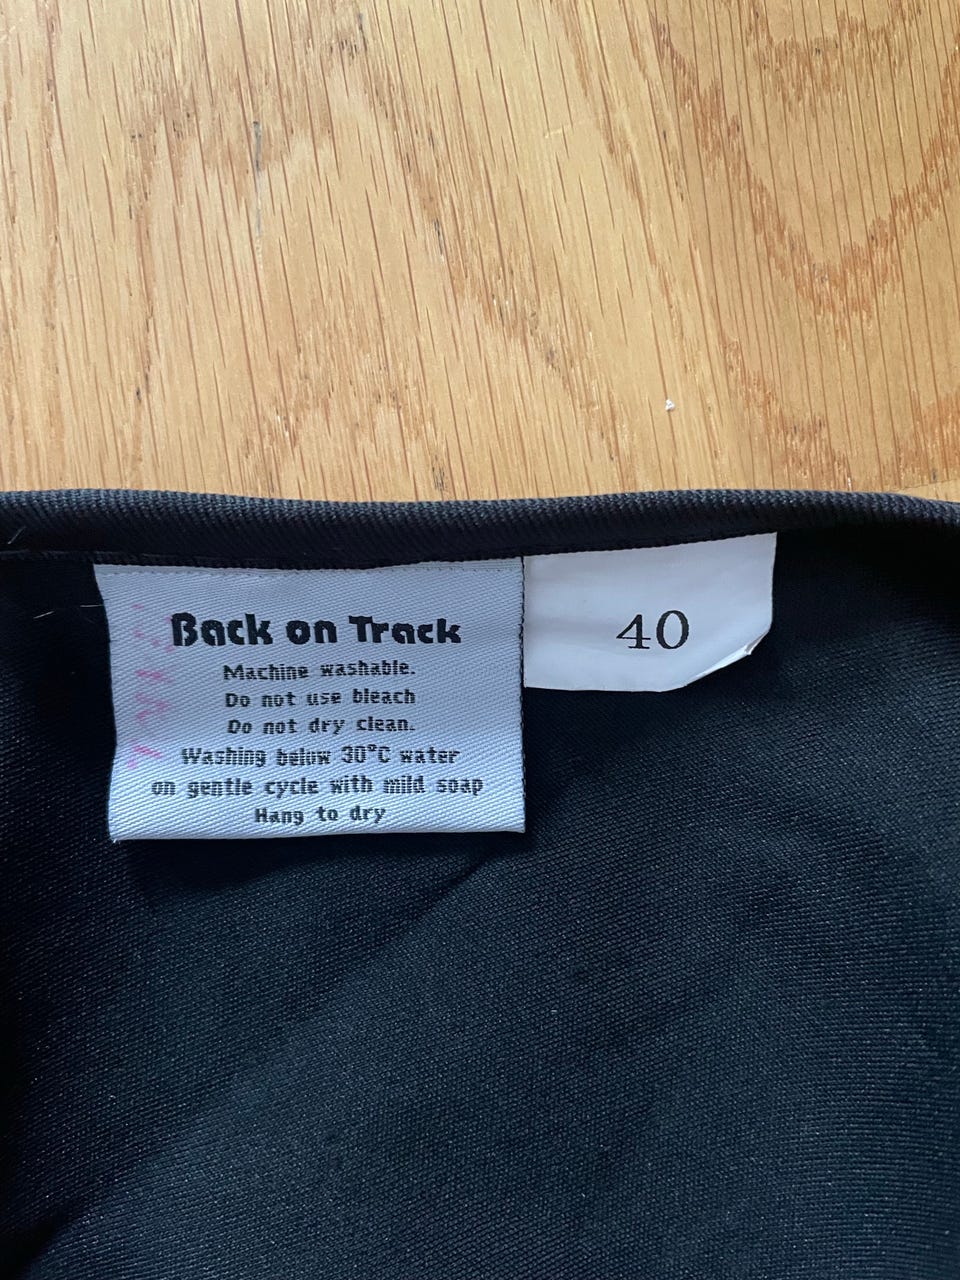 Back on Track
Machine washable.
Do not use bleach
Do not dry clean.
Washing below 30°C water
on gentle cycle with mild soap
Hang to dry
40